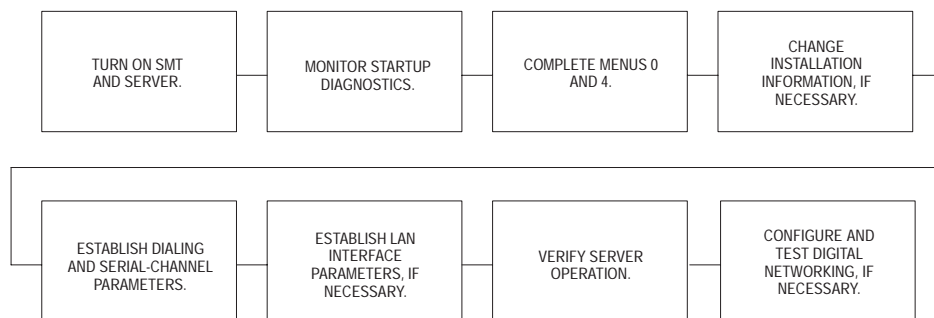 TURN ON SMT
AND SERVER.
MONITOR STARTUP
DIAGNOSTICS.
COMPLETE MENUS 0
AND 4.
CHANGE
INSTALLATION
INFORMATION, IF
NECESSARY.
ESTABLISH DIALING
AND SERIAL-CHANNEL
PARAMETERS.
ESTABLISH LAN
INTERFACE
PARAMETERS, IF
NECESSARY.
VERIFY SERVER
OPERATION.
CONFIGURE AND
TEST DIGITAL
NETWORKING, IF
NECESSARY.